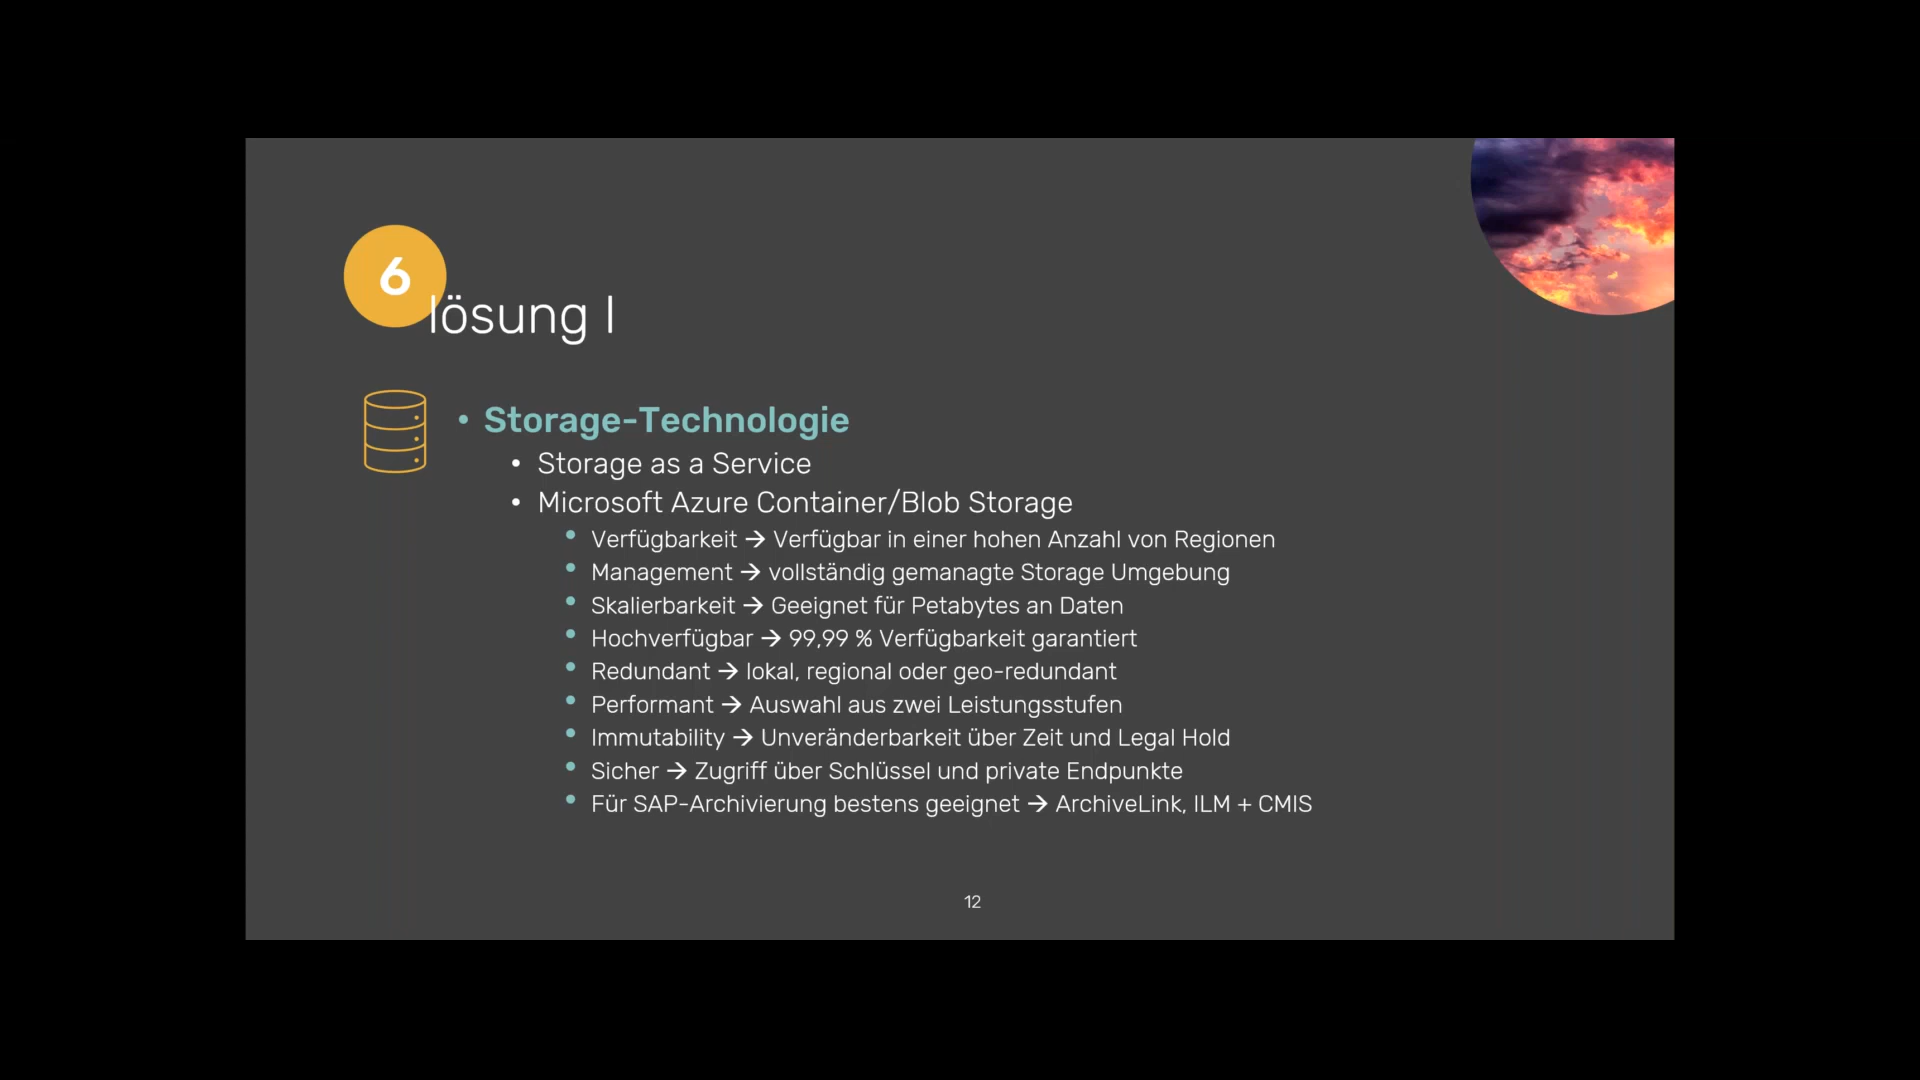 6
lösung I
• Storage-Technologie
• Storage as a Service
• Microsoft Azure Container/Blob Storage
• Verfügbarkeit → Verfügbar in einer hohen Anzahl von Regionen
• Management → vollständig gemanagte Storage Umgebung
• Skalierbarkeit → Geeignet für Petabytes an Daten
• Hochverfügbar → 99,99 % Verfügbarkeit garantiert
• Redundant → lokal, regional oder geo-redundant
• Performant → Auswahl aus zwei Leistungsstufen
• Immutability → Unveränderbarkeit über Zeit und Legal Hold
• Sicher → Zugriff über Schlüssel und private Endpunkte
• Für SAP-Archivierung bestens geeignet → ArchiveLink, ILM + CMIS
12